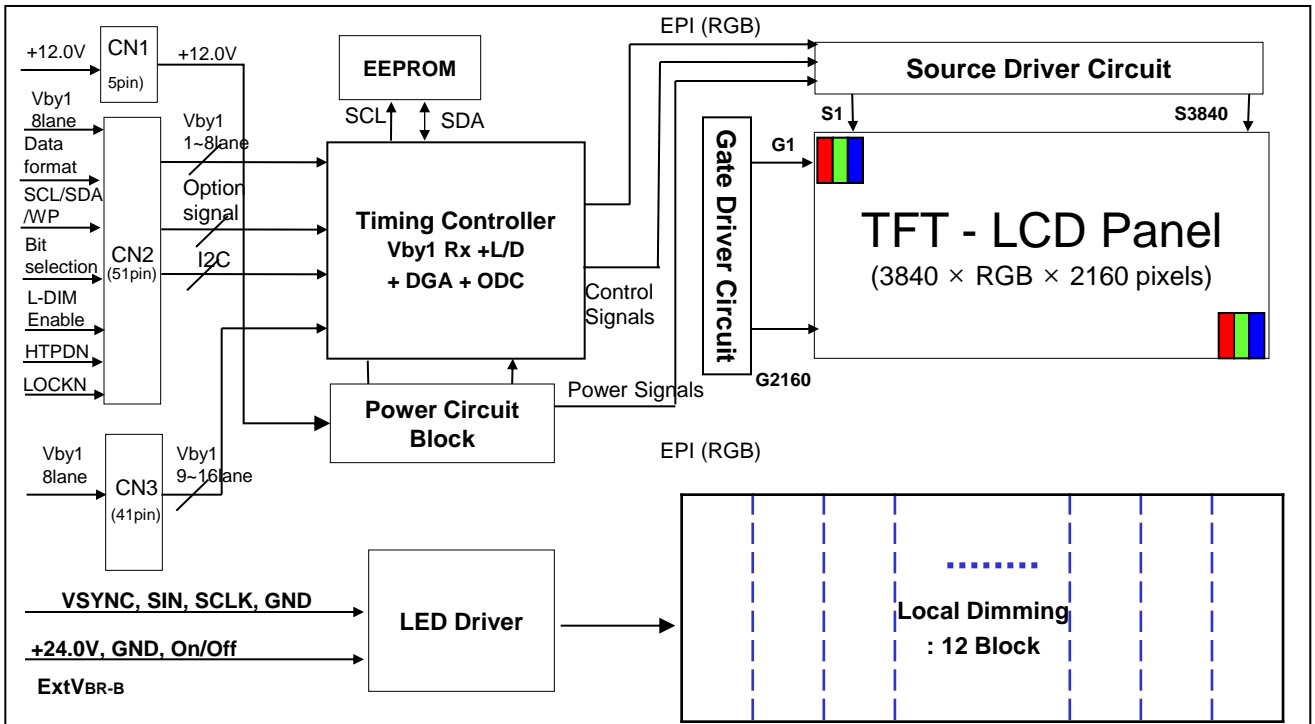 EPI (RGB)
+12.0V
CN1
5pin)
+12.0V
EEPROM
SCL
SDA
Source Driver Circuit
S1
S3840
Vby1
8lane
Data
format
SCL/SDA
/WP
Bit
selection
L-DIM
Enable
HTPDN
LOCKN
CN2
(51pin)
Vby1
1~8lane
Option
signal
I2C
Timing Controller
Vby1 Rx +L/D
+ DGA + ODC
Control
Signals
Gate Driver Circuit
G1
G2160
TFT - LCD Panel
(3840 × RGB × 2160 pixels)
Power Circuit
Block
Power Signals
EPI (RGB)
Vby1
8lane
CN3
(41pin)
Vby1
9~16lane
VSYNC, SIN, SCLK, GND
+24.0V, GND, On/Off
ExtVBR-B
LED Driver
Local Dimming
: 12 Block